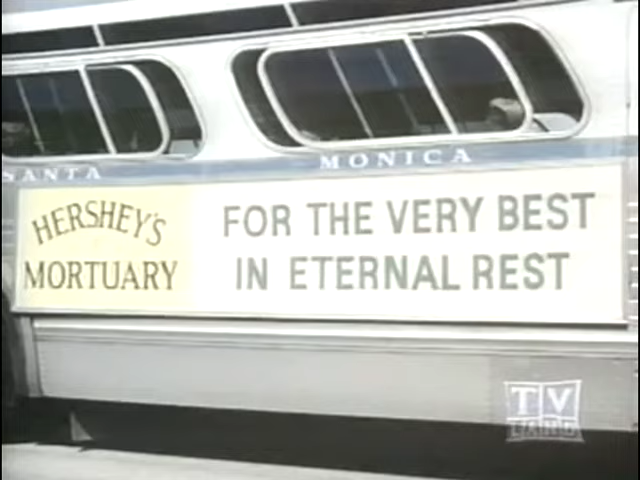 SANTA MONICA
HERSHEY'S
MORTUARY
FOR THE VERY BEST
IN ETERNAL REST
TV
LAND